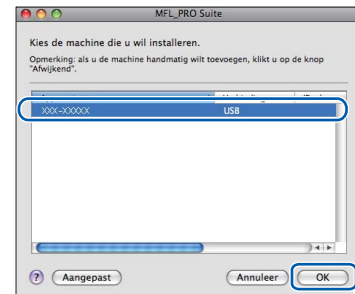 MFL_PRO Suite
Kies de machine die u wil installeren.
Opmerking: als u de machine handmatig wilt toevoegen, klikt u op de knop
"Afwijkend".
XXX-XXXXX USB
? Aangepast Annuleer OK